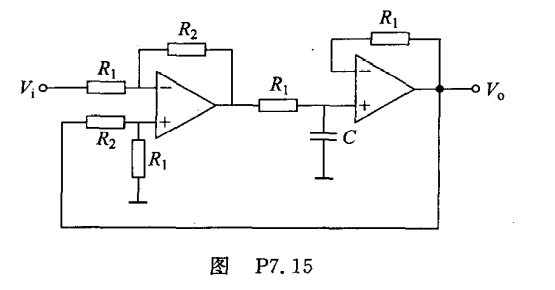 R₂
R₁
Vᵢ
R₁
−
+
R₂
R₁
R₁
C
−
+
Vₒ
图 P7.15